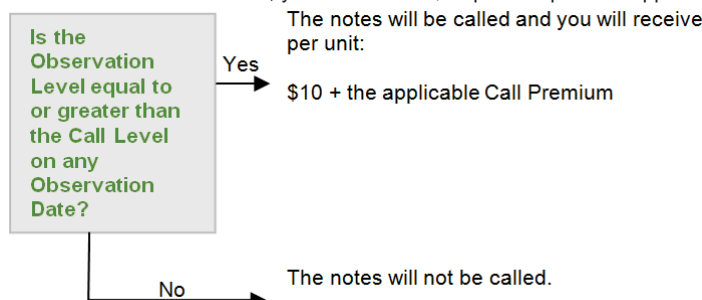 The notes will be called and you will receive
per unit:
Is the
Observation
Level equal to
or greater than
the Call Level
on any
Observation
Date?
Yes
$10 + the applicable Call Premium
No
The notes will not be called.